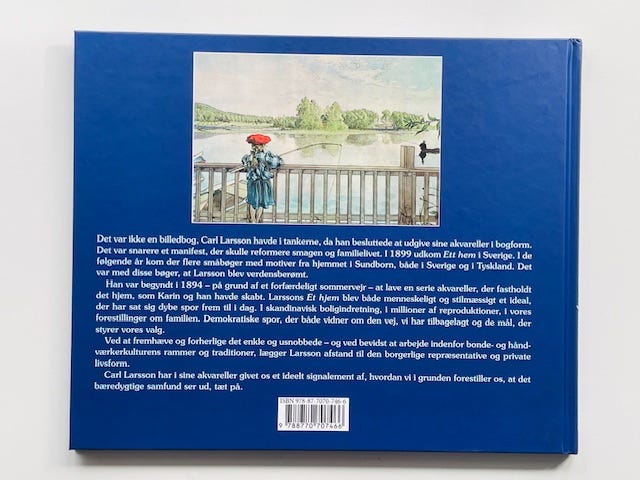 Det var ikke en billedbog, Carl Larsson havde i tankerne, da han besluttede at udgive sine akvareller i bogform.
Det var snarere et manifest, der skulle reformere smagen og familielivet. I 1899 udkom Ett hem i Sverige. I de
følgende år kom der flere småbøger med motiver fra hjemmet i Sundborn, både i Sverige og i Tyskland. Det
var med disse bøger, at Larsson blev verdensberømt.
Han var begyndt i 1894 – på grund af et forfærdeligt sommervejr – at lave en serie akvareller, der fastholdt
det hjem, som Karin og han havde skabt. Larssons Et hjem blev både menneskeligt og stilmæssigt et ideal,
der har sat sig dybe spor frem til i dag. I skandinavisk boligindretning, i millioner af reproduktioner, i vores
forestillinger om familien. Demokratiske spor, der både vidner om den vej, vi har tilbagelagt og de mål, der
styrer vores valg.
Ved at fremhæve og forherlige det enkle og usnobbede – og ved bevidst at arbejde indenfor bonde- og hånd-
værkerkulturens rammer og traditioner, lægger Larsson afstand til den borgerlige repræsentative og private
livsform.
Carl Larsson har i sine akvareller givet os et ideelt signalement af, hvordan vi i grunden forestiller os, at det
bæredygtige samfund ser ud, tæt på.
ISBN 978-87-7070-746-6
9 788770 707466